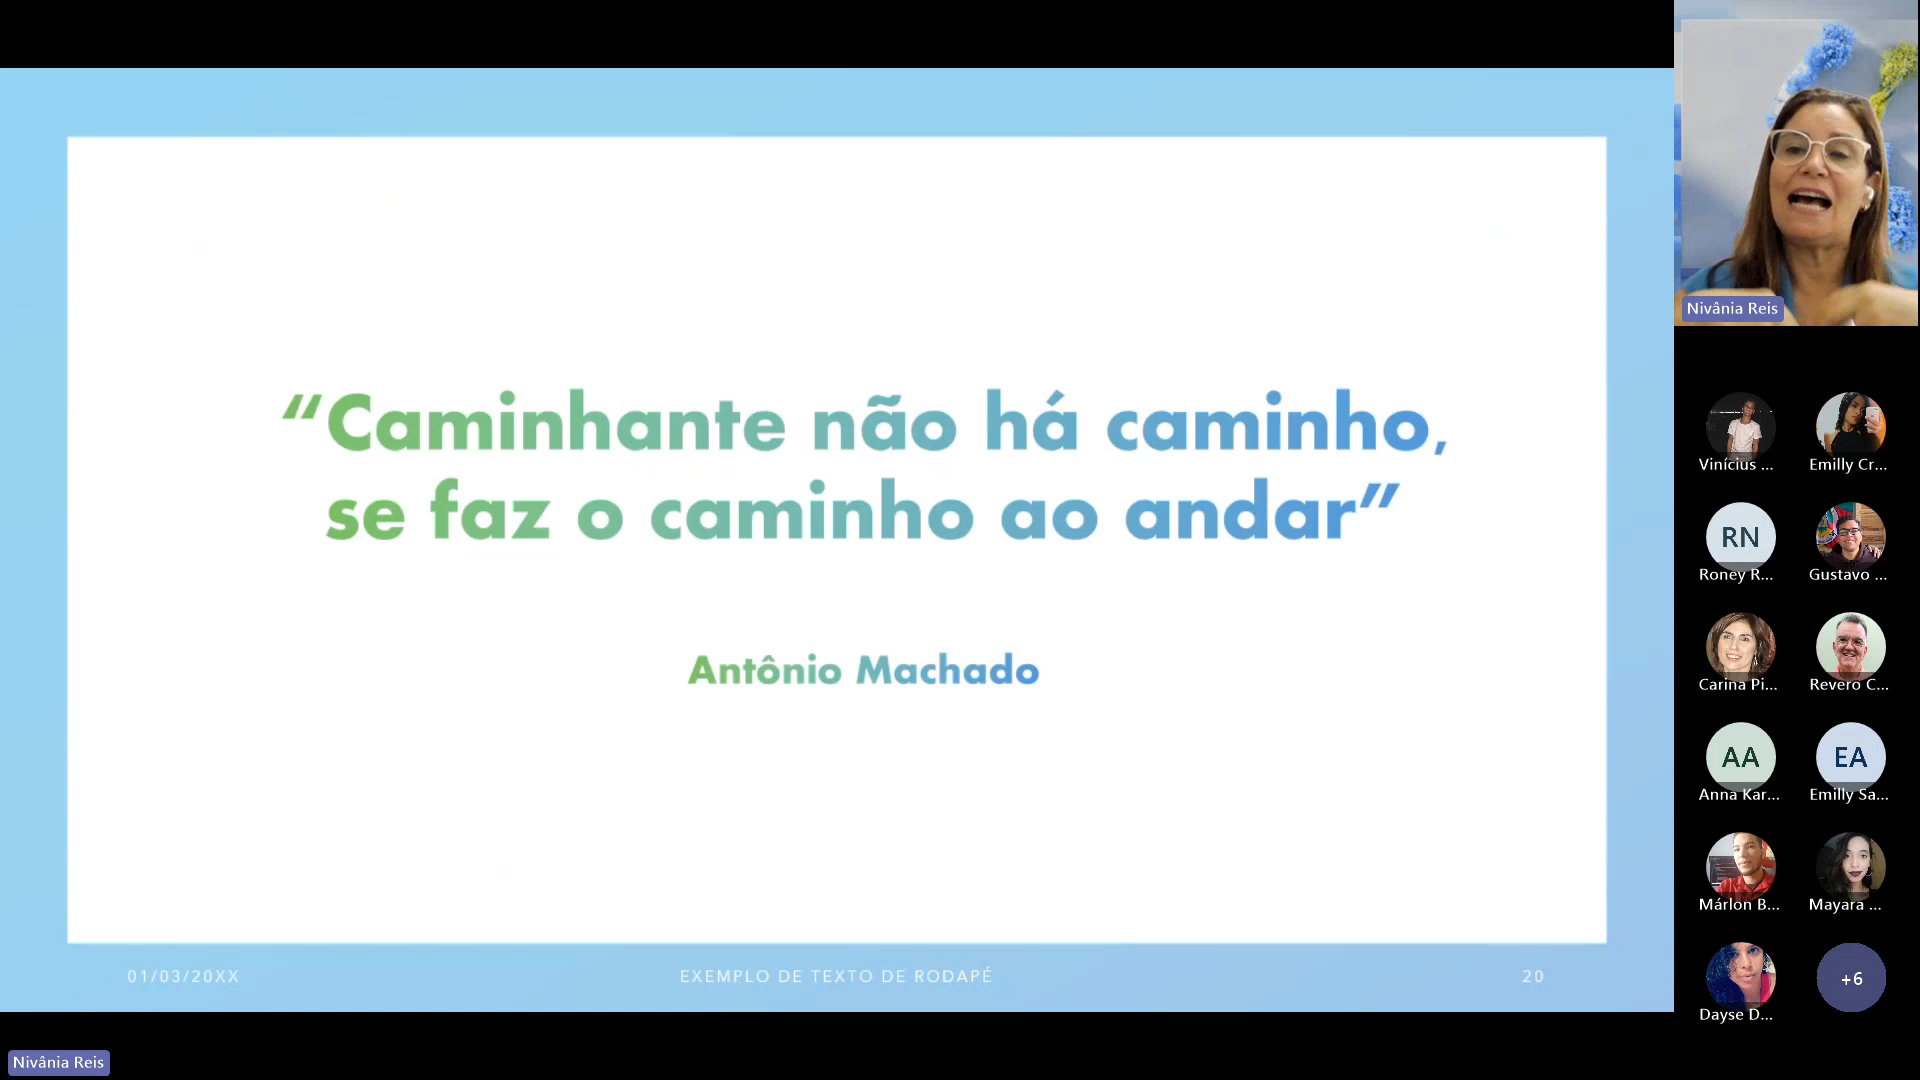 “Caminhante não há caminho,
se faz o caminho ao andar”
Antônio Machado
01/03/20XX
EXEMPLO DE TEXTO DE RODAPÉ
20
Nivânia Reis
Vinícius ...
Emilly Cr...
RN
Roney R...
Gustavo ...
Carina Pi...
Revero C...
AA
Anna Kar...
EA
Emilly Sa...
Márlon B...
Mayara ...
Dayse D...
+6
Nivânia Reis